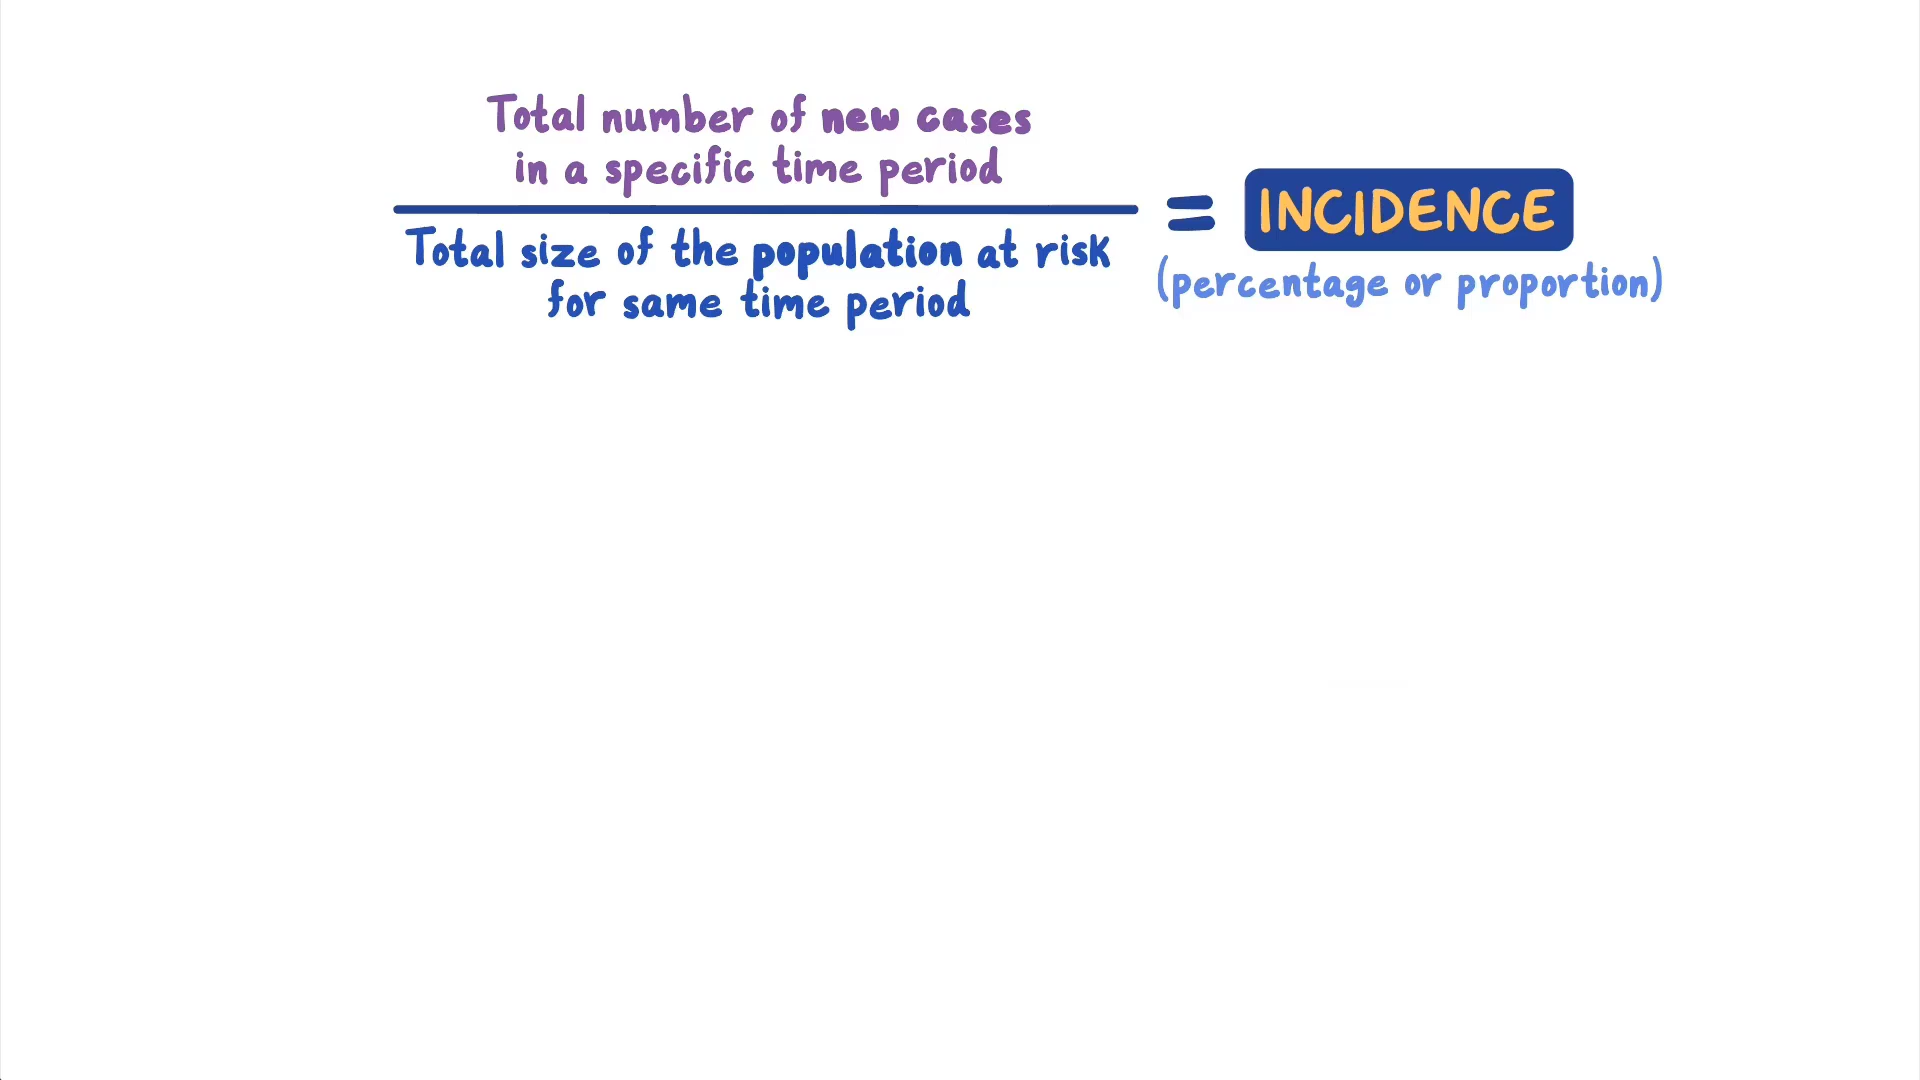 Total number of new cases
in a specific time period
Total size of the population at risk
for same time period
= INCIDENCE
(percentage or proportion)